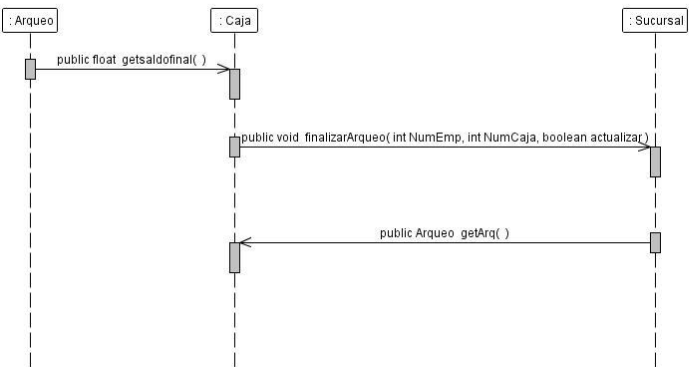 : Arqueo
: Caja
: Sucursal
public float getsaldofinal( )
public void finalizarArqueo( int NumEmp, int NumCaja, boolean actualizar )
public Arqueo getArq( )